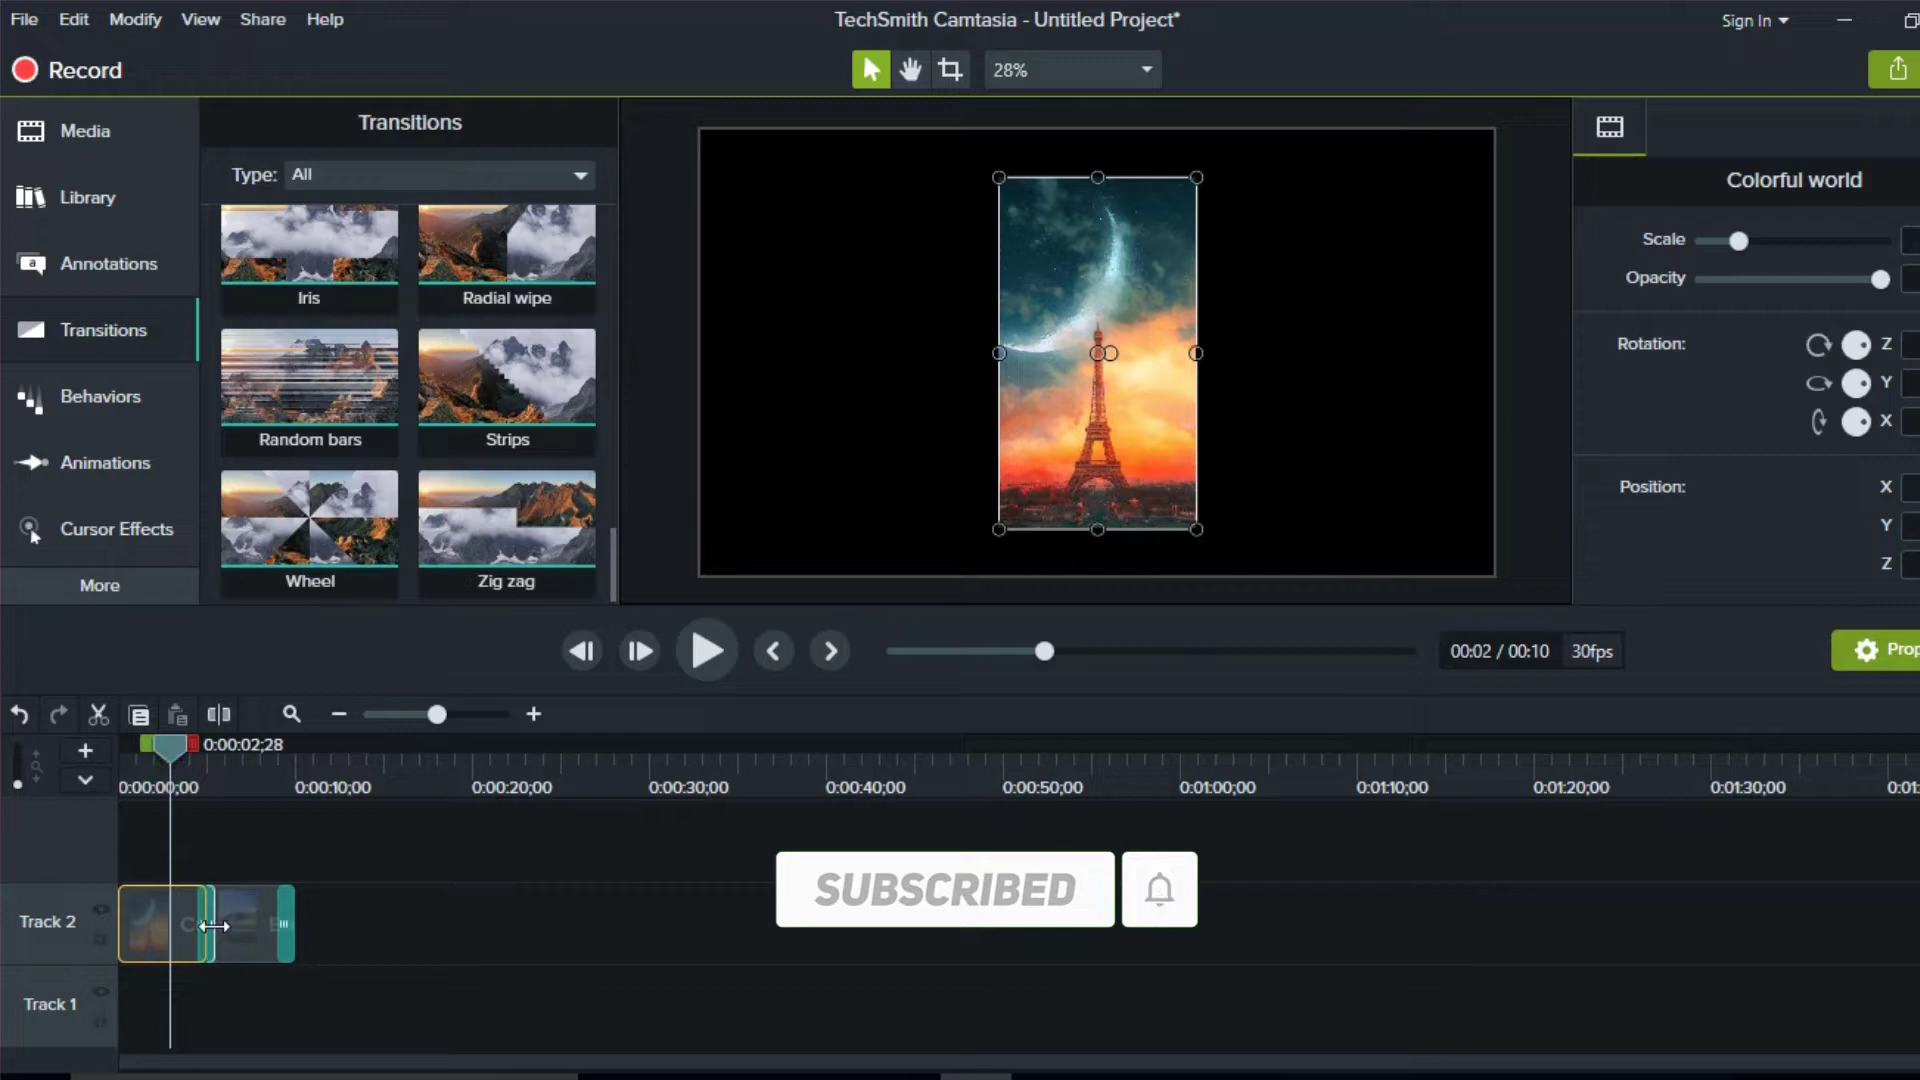 File Edit Modify View Share Help
TechSmith Camtasia - Untitled Project*
Sign In
Record
28%
Media
Library
Annotations
Transitions
Behaviors
Animations
Cursor Effects
More
Transitions
Type: All
Iris
Radial wipe
Random bars
Strips
Wheel
Zig zag
Colorful world
Scale
Opacity
Rotation: Z
Y
X
Position: X
Y
Z
00:02 / 00:10 30fps
Prop
0:00:02;28
0:00:00;00 0:00:10;00 0:00:20;00 0:00:30;00 0:00:40;00 0:00:50;00 0:01:00;00 0:01:10;00 0:01:20;00 0:01:30;00 0:01:
SUBSCRIBED
Track 2
Track 1